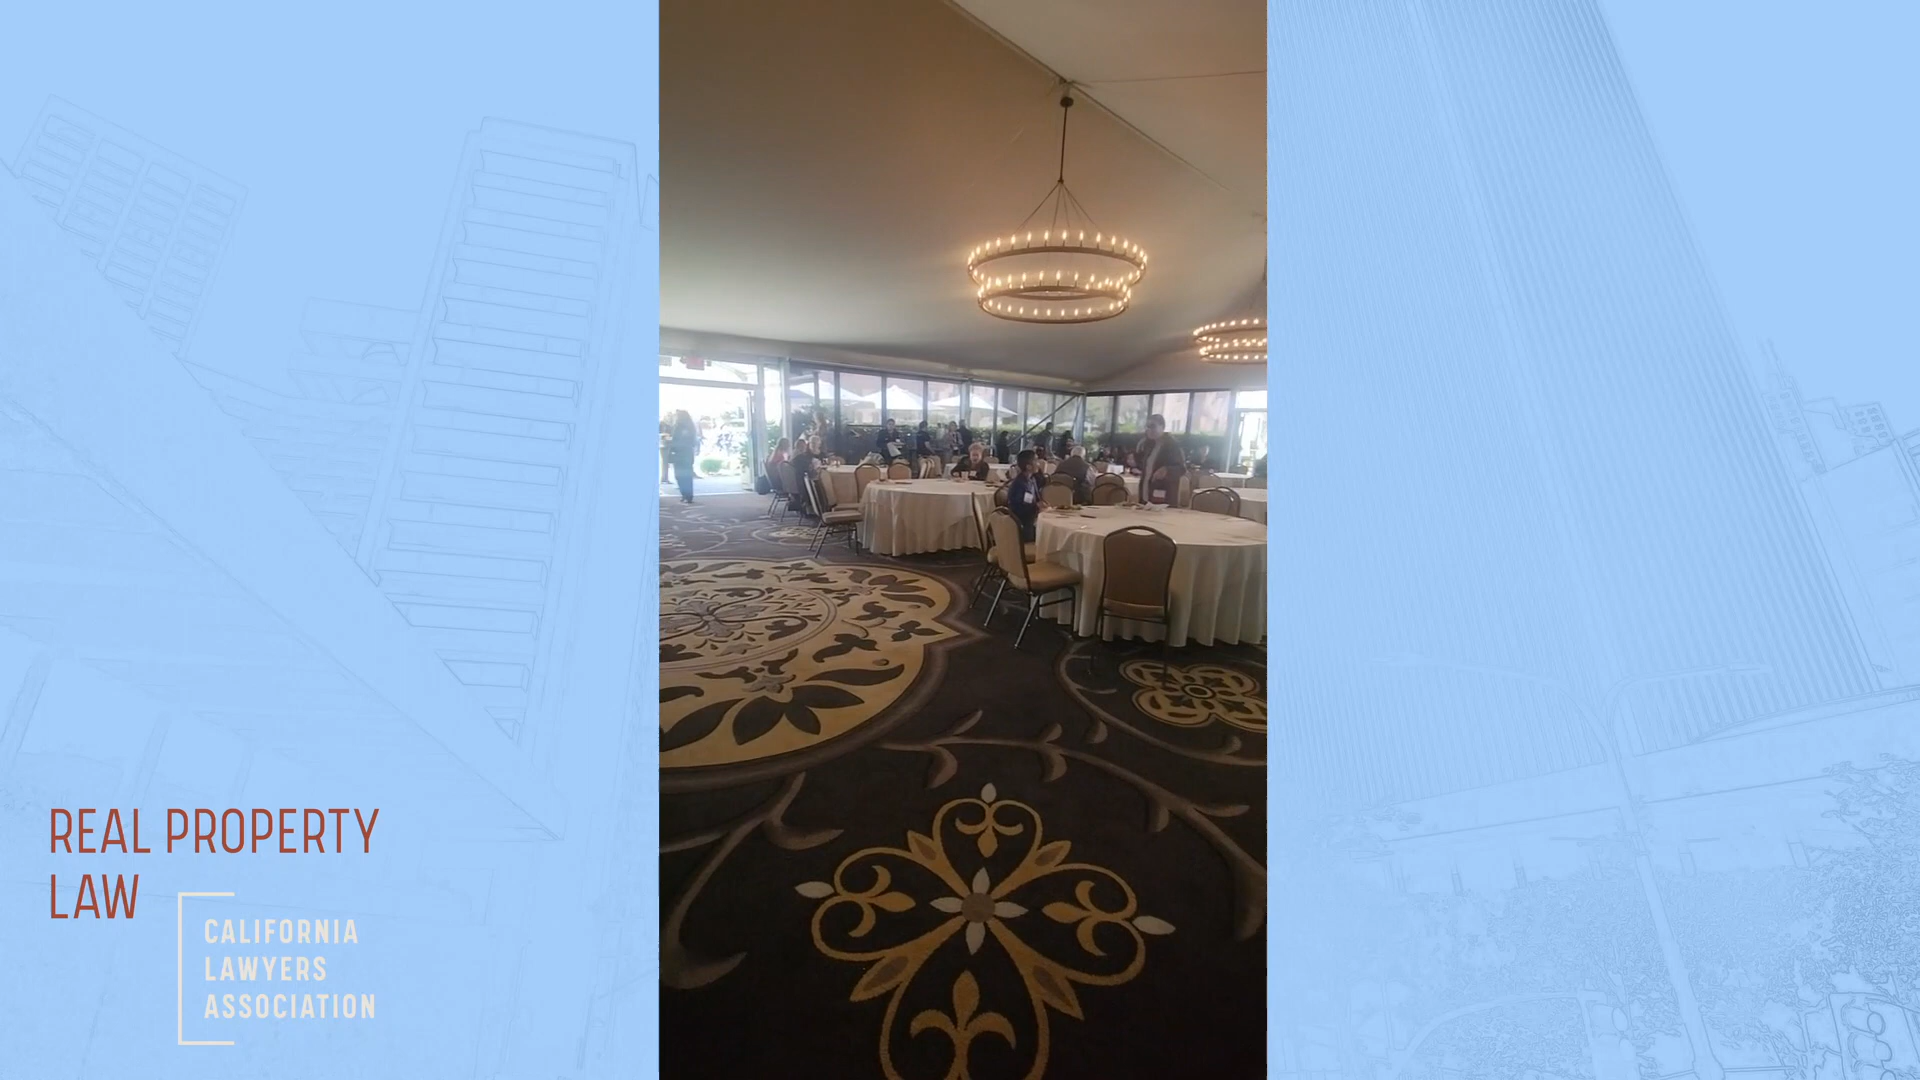 REAL PROPERTY
LAW
CALIFORNIA
LAWYERS
ASSOCIATION